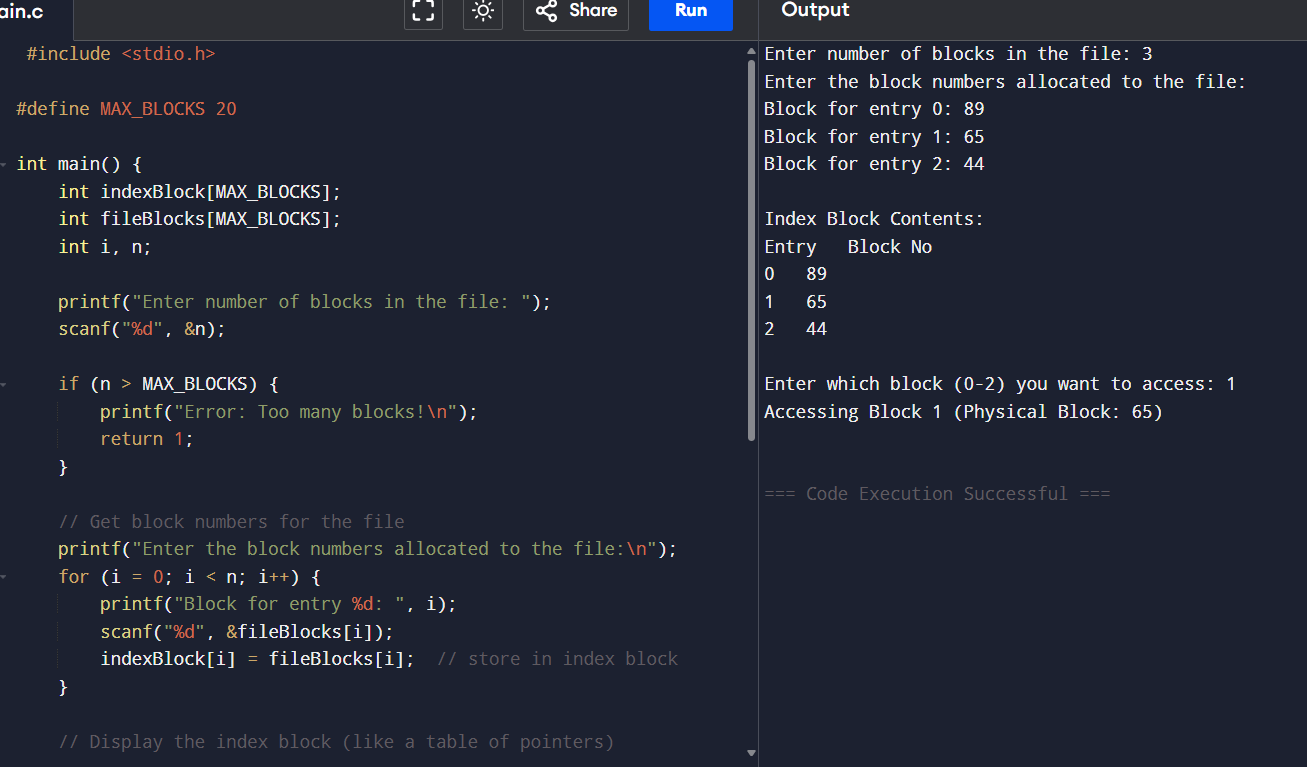 ain.c
Share
Run
Output
#include <stdio.h>
#define MAX_BLOCKS 20
int main() {
int indexBlock[MAX_BLOCKS];
int fileBlocks[MAX_BLOCKS];
int i, n;
printf("Enter number of blocks in the file: ");
scanf("%d", &n);
if (n > MAX_BLOCKS) {
printf("Error: Too many blocks!\n");
return 1;
}
// Get block numbers for the file
printf("Enter the block numbers allocated to the file:\n");
for (i = 0; i < n; i++) {
printf("Block for entry %d: ", i);
scanf("%d", &fileBlocks[i]);
indexBlock[i] = fileBlocks[i];  // store in index block
}
// Display the index block (like a table of pointers)
Enter number of blocks in the file: 3
Enter the block numbers allocated to the file:
Block for entry 0: 89
Block for entry 1: 65
Block for entry 2: 44
Index Block Contents:
Entry   Block No
0   89
1   65
2   44
Enter which block (0-2) you want to access: 1
Accessing Block 1 (Physical Block: 65)
=== Code Execution Successful ===